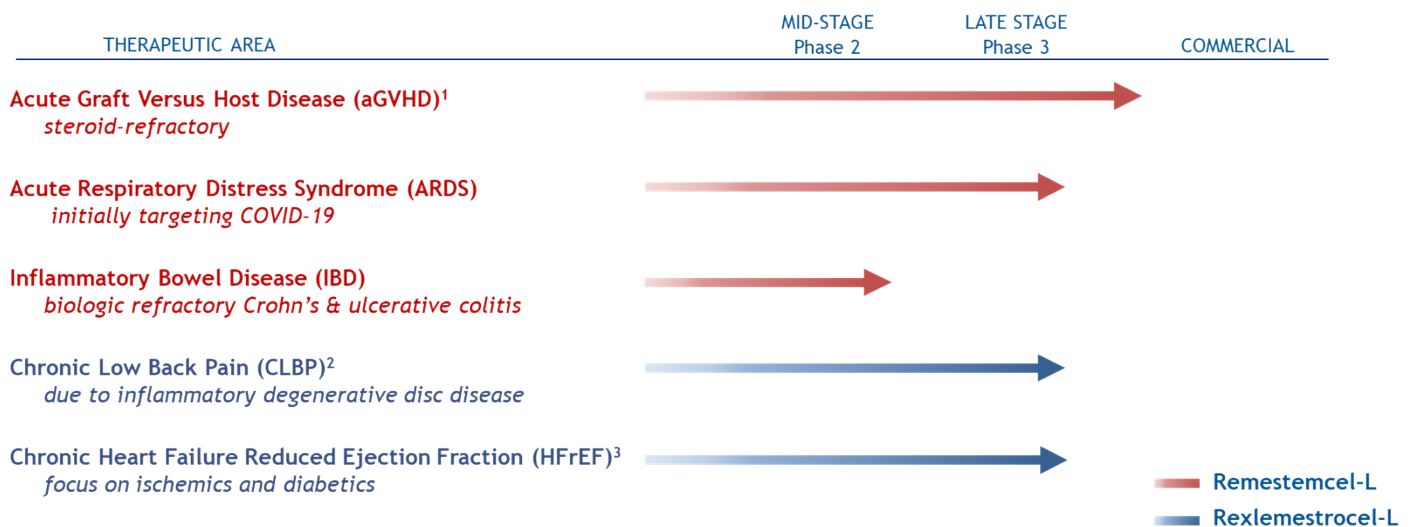 THERAPEUTIC AREA
MID-STAGE
Phase 2
LATE STAGE
Phase 3
COMMERCIAL
Acute Graft Versus Host Disease (aGVHD)¹
steroid-refractory
Acute Respiratory Distress Syndrome (ARDS)
initially targeting COVID-19
Inflammatory Bowel Disease (IBD)
biologic refractory Crohn’s & ulcerative colitis
Chronic Low Back Pain (CLBP)²
due to inflammatory degenerative disc disease
Chronic Heart Failure Reduced Ejection Fraction (HFrEF)³
focus on ischemics and diabetics
Remestemcel-L
Rexlemestrocel-L